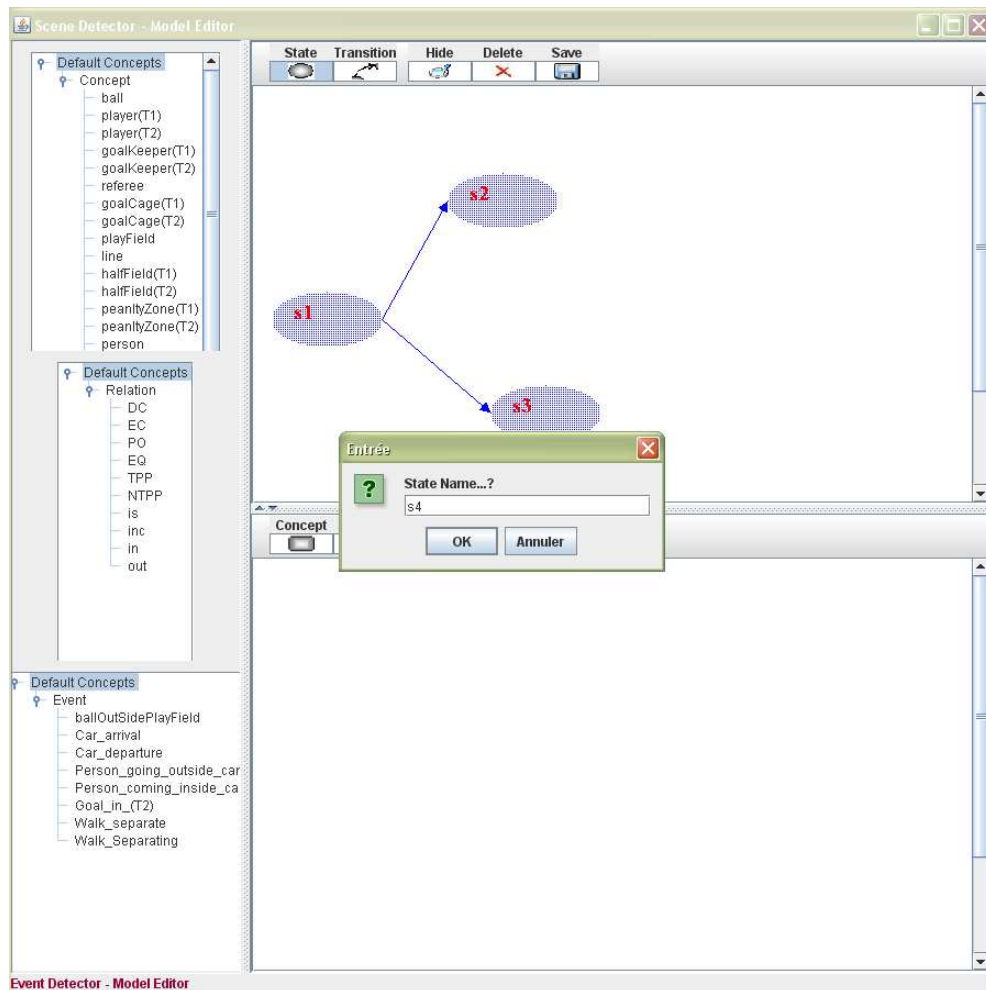 Scene Detector - Model Editor
State Transition Hide Delete Save
Default Concepts
Concept
ball
player(T1)
player(T2)
goalKeeper(T1)
goalKeeper(T2)
referee
goalCage(T1)
goalCage(T2)
playField
line
halfField(T1)
halfField(T2)
peanltyZone(T1)
peanltyZone(T2)
person
Default Concepts
Relation
DC
EC
PO
EQ
TPP
NTPP
is
inc
in
out
Default Concepts
Event
ballOutSidePlayField
Car_arrival
Car_departure
Person_going_outside_car
Person_coming_inside_ca
Goal_in_(T2)
Walk_separate
Walk_Separating
s2
s1
s3
Entrée
?
State Name...?
s4
OK Annuler
Concept
Event Detector - Model Editor